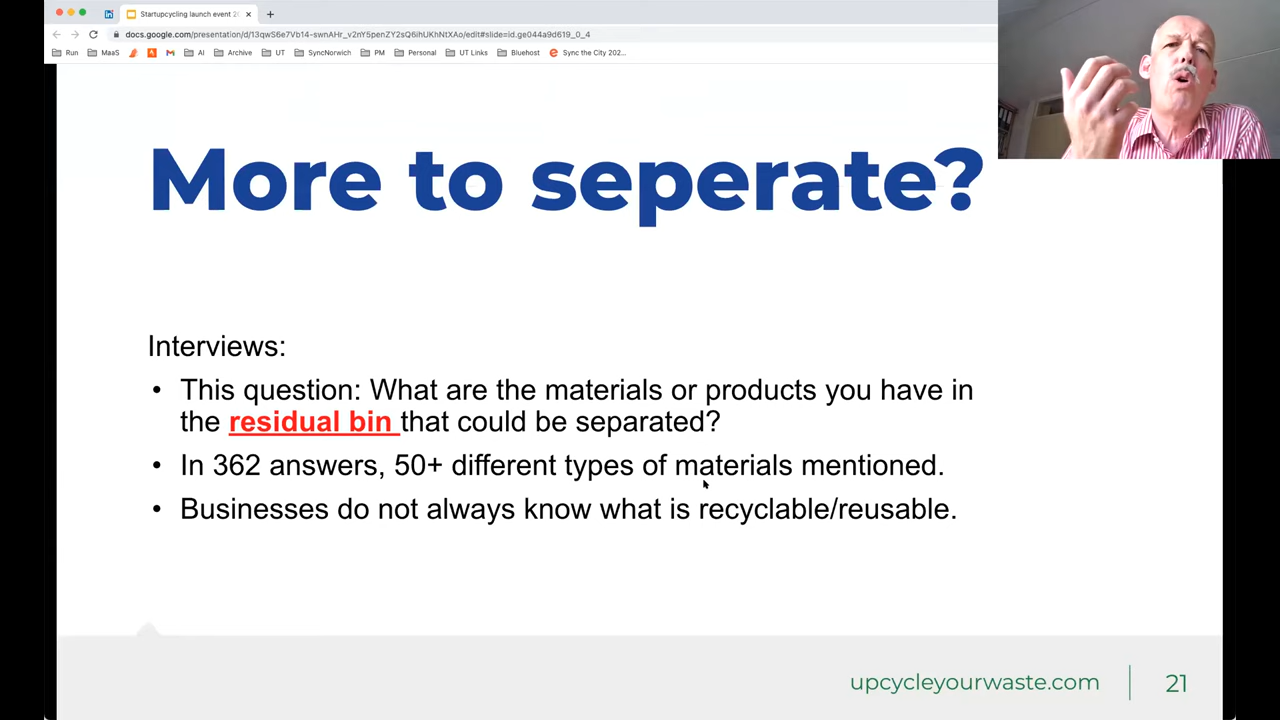 Startupcycling launch event 20
docs.google.com/presentation/d/13qwS6e7Vb14-swnAHr_v2nY5penZY2sQ6ihUKhNtXAo/edit#slide=id.ge044a9d619_0_4
Run MaaS AI Archive UT SyncNorwich PM Personal UT Links Bluehost Sync the City 202...
More to seperate?
Interviews:
• This question: What are the materials or products you have in
the residual bin that could be separated?
• In 362 answers, 50+ different types of materials mentioned.
• Businesses do not always know what is recyclable/reusable.
upcycleyourwaste.com 21